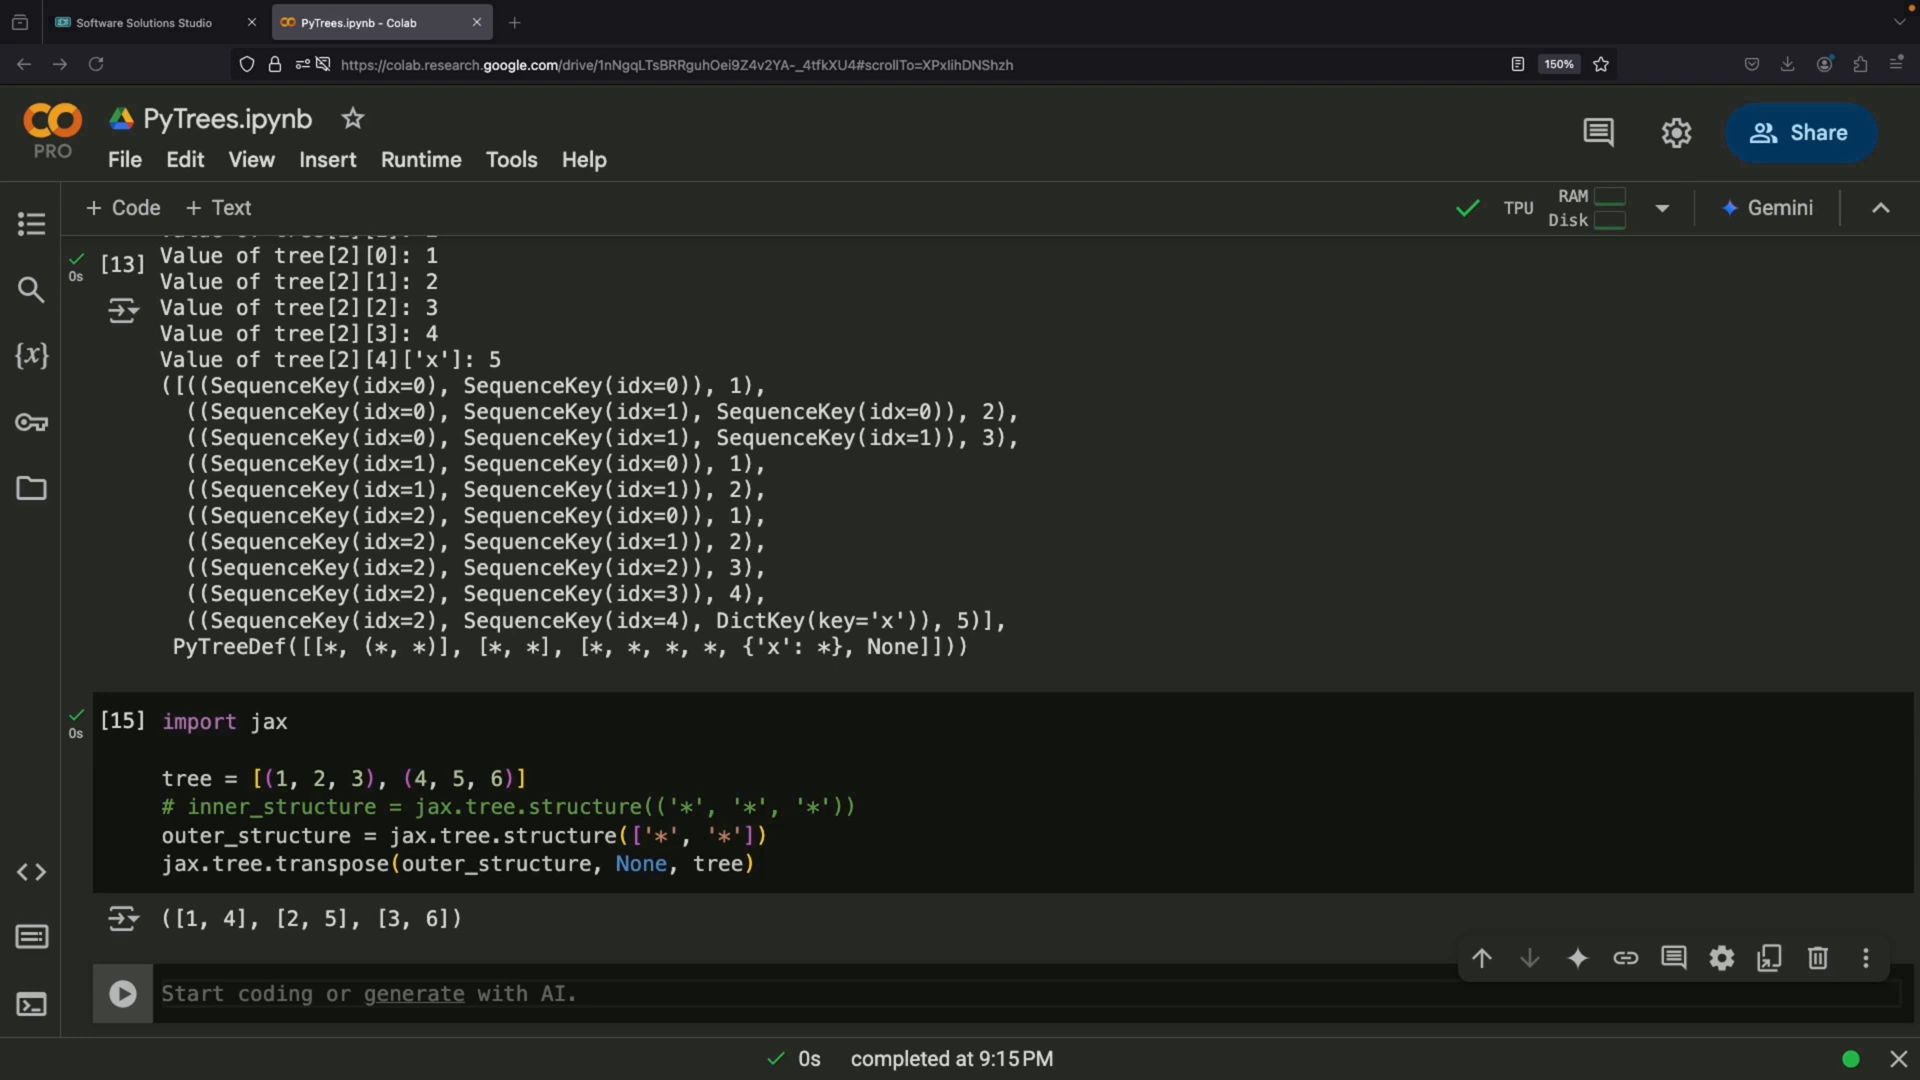 Software Solutions Studio
PyTrees.ipynb - Colab
https://colab.research.google.com/drive/1nNgqLTsBRRguhOei9Z4v2YA-_4tfkXU4#scrollTo=XPxlihDNShzh
150%
PyTrees.ipynb
PRO
Share
File Edit View Insert Runtime Tools Help
+ Code + Text
TPU
RAM
Disk
Gemini
[13]
0s
Value of tree[2][0]: 1
Value of tree[2][1]: 2
Value of tree[2][2]: 3
Value of tree[2][3]: 4
Value of tree[2][4]['x']: 5
([((SequenceKey(idx=0), SequenceKey(idx=0)), 1),
((SequenceKey(idx=0), SequenceKey(idx=1), SequenceKey(idx=0)), 2),
((SequenceKey(idx=0), SequenceKey(idx=1), SequenceKey(idx=1)), 3),
((SequenceKey(idx=1), SequenceKey(idx=0)), 1),
((SequenceKey(idx=1), SequenceKey(idx=1)), 2),
((SequenceKey(idx=2), SequenceKey(idx=0)), 1),
((SequenceKey(idx=2), SequenceKey(idx=1)), 2),
((SequenceKey(idx=2), SequenceKey(idx=2)), 3),
((SequenceKey(idx=2), SequenceKey(idx=3)), 4),
((SequenceKey(idx=2), SequenceKey(idx=4), DictKey(key='x')), 5)],
PyTreeDef([[*, (*, *)], [*, *], [*, *, *, *, {'x': *}, None]]))
[15] import jax
0s
tree = [(1, 2, 3), (4, 5, 6)]
# inner_structure = jax.tree.structure(('*', '*', '*'))
outer_structure = jax.tree.structure(['*', '*'])
jax.tree.transpose(outer_structure, None, tree)
([1, 4], [2, 5], [3, 6])
Start coding or generate with AI.
0s completed at 9:15 PM